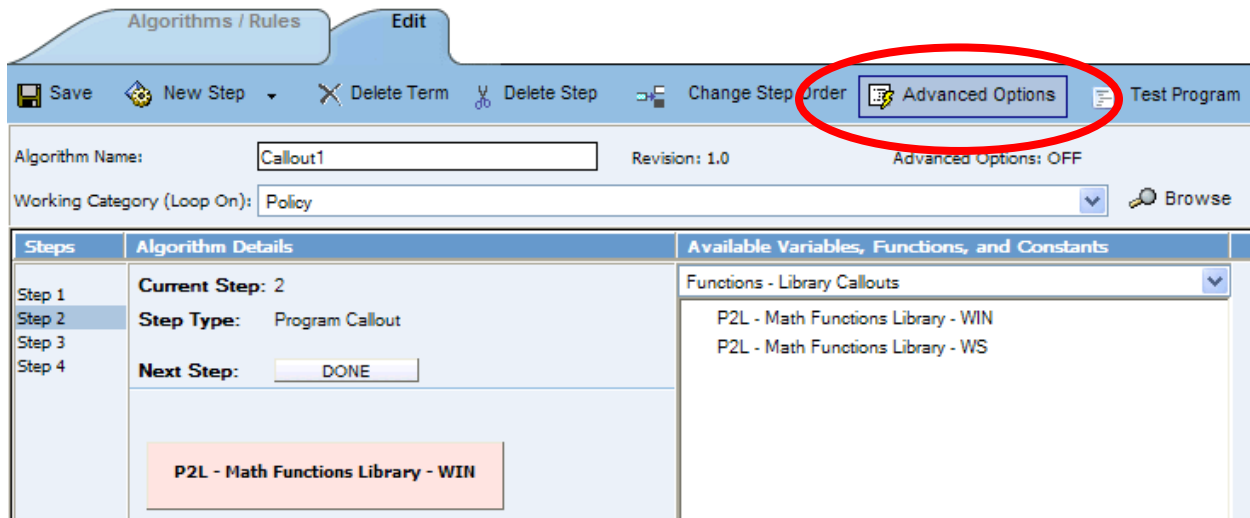 Algorithms / Rules Edit
Save New Step Delete Term Delete Step Change Step Order Advanced Options Test Program
Algorithm Name: Callout1 Revision: 1.0 Advanced Options: OFF
Working Category (Loop On): Policy Browse
Steps Algorithm Details Available Variables, Functions, and Constants
Step 1
Step 2
Step 3
Step 4
Current Step: 2
Step Type: Program Callout
Next Step: DONE
P2L - Math Functions Library - WIN
Functions - Library Callouts
P2L - Math Functions Library - WIN
P2L - Math Functions Library - WS